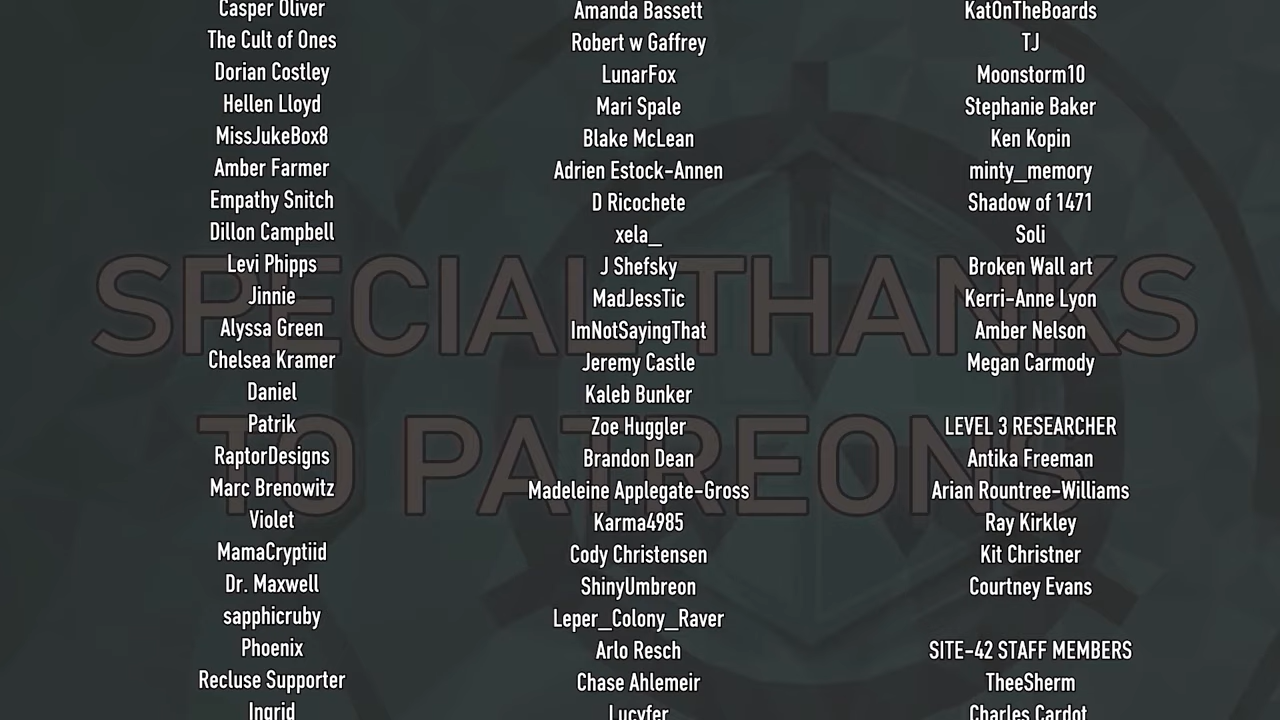 Casper Oliver
The Cult of Ones
Dorian Costley
Hellen Lloyd
MissJukeBox8
Amber Farmer
Empathy Snitch
Dillon Campbell
Levi Phipps
Jinnie
Alyssa Green
Chelsea Kramer
Daniel
Patrik
RaptorDesigns
Marc Brenowitz
Violet
MamaCryptiid
Dr. Maxwell
sapphicruby
Phoenix
Recluse Supporter
Ingrid
Amanda Bassett
Robert w Gaffrey
LunarFox
Mari Spale
Blake McLean
Adrien Estock-Annen
D Ricochete
xela_
J Shefsky
MadJessTic
ImNotSayingThat
Jeremy Castle
Kaleb Bunker
Zoe Huggler
Brandon Dean
Madeleine Applegate-Gross
Karma4985
Cody Christensen
ShinyUmbreon
Leper_Colony_Raver
Arlo Resch
Chase Ahlemeir
Lucyfer
KatOnTheBoards
TJ
Moonstorm10
Stephanie Baker
Ken Kopin
minty_memory
Shadow of 1471
Soli
Broken Wall art
Kerri-Anne Lyon
Amber Nelson
Megan Carmody
LEVEL 3 RESEARCHER
Antika Freeman
Arian Rountree-Williams
Ray Kirkley
Kit Christner
Courtney Evans
SITE-42 STAFF MEMBERS
TheeSherm
Charles Cardot
SPECIAL THANKS
TO PATREONS